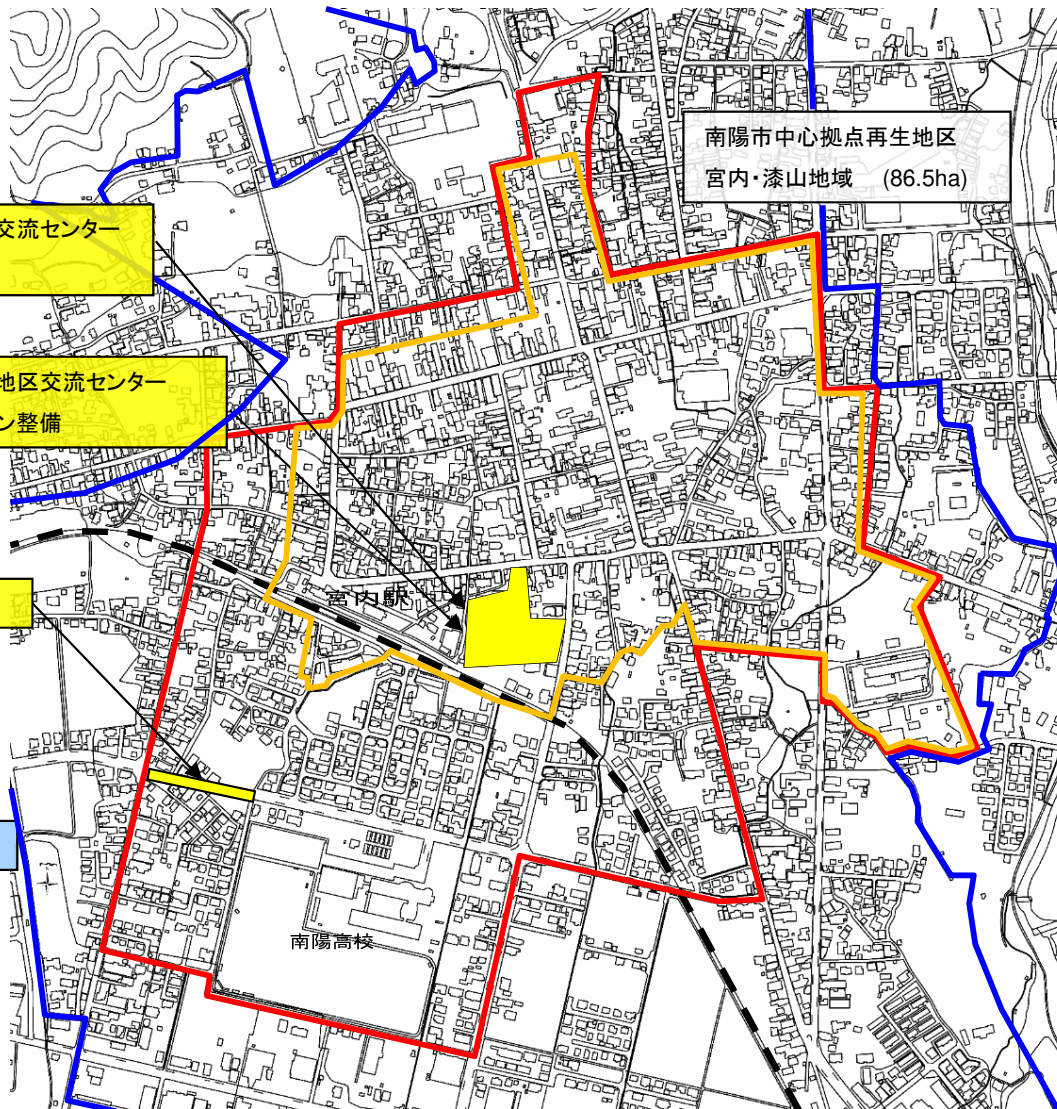 南陽市中心拠点再生地区
宮内・漆山地域 (86.5ha)
交流センター
地区交流センター
ン整備
宮内駅
南陽高校